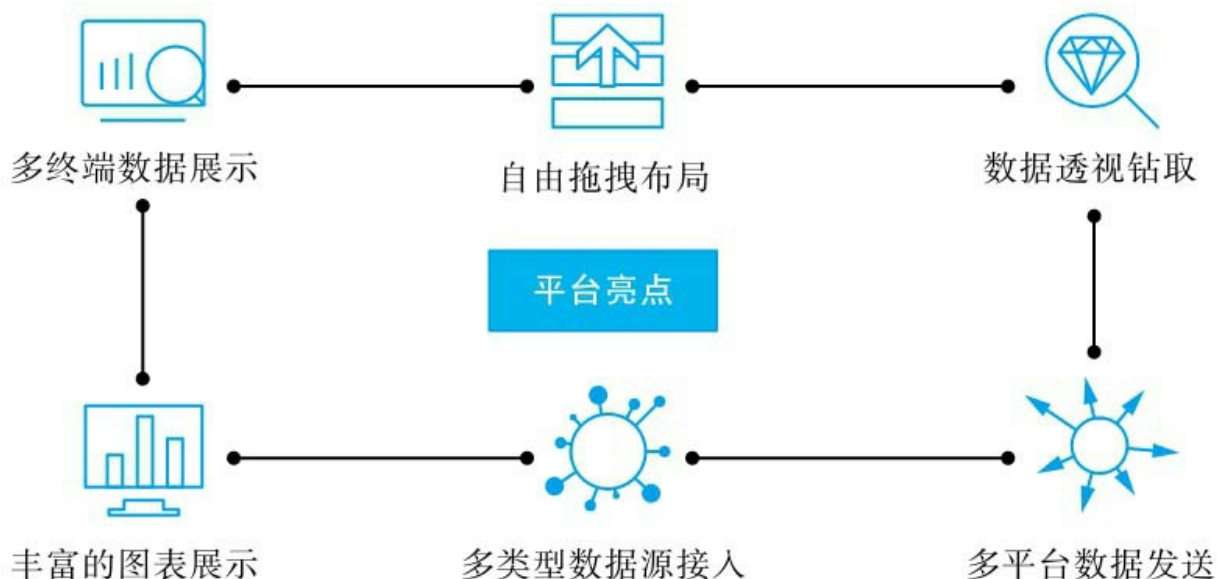 多终端数据展示
自由拖拽布局
数据透视钻取
平台亮点
丰富的图表展示
多类型数据源接入
多平台数据发送